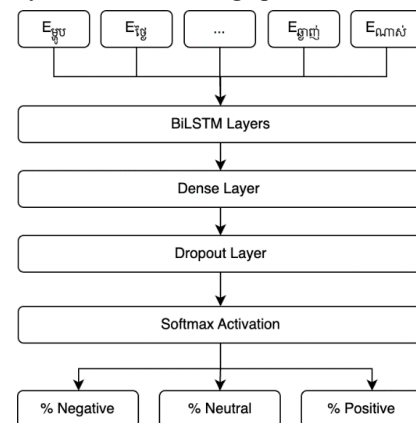 Eម្ហូប Eថ្ងៃ ... Eឆ្ងាញ់ Eណាស់
BiLSTM Layers
Dense Layer
Dropout Layer
Softmax Activation
% Negative % Neutral % Positive